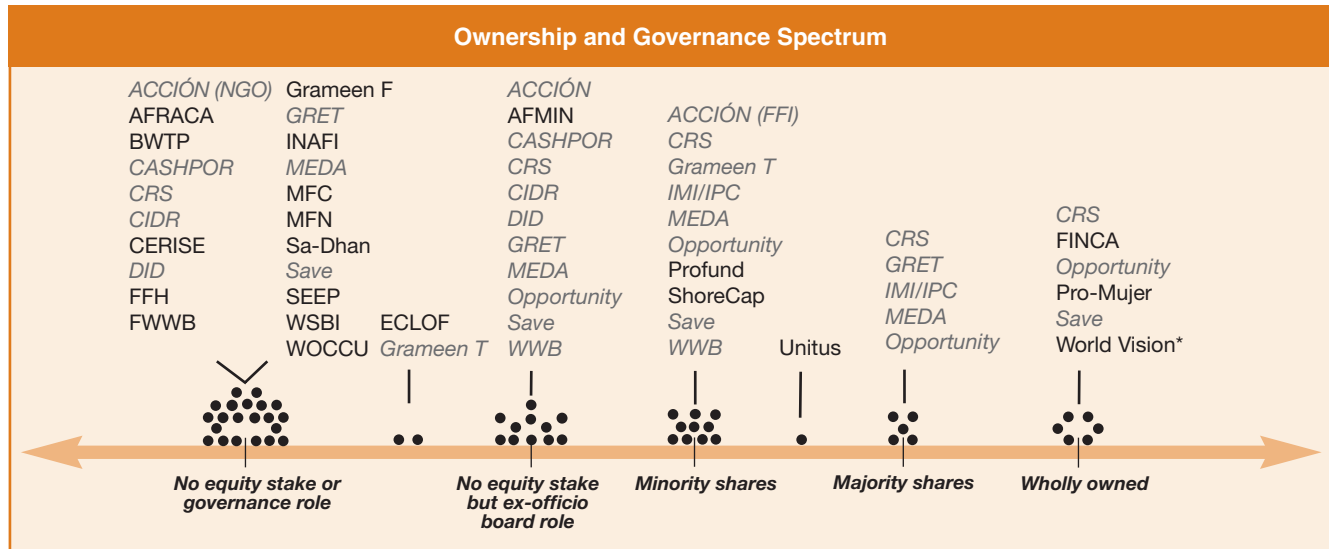 Ownership and Governance Spectrum
ACCIÓN (NGO)
AFRACA
BWTP
CASHPOR
CRS
CIDR
CERISE
DID
FFH
FWWB
Grameen F
GRET
INAFI
MEDA
MFC
MFN
Sa-Dhan
Save
SEEP
WSBI
WOCCU
ECLOF
Grameen T
ACCIÓN
AFMIN
CASHPOR
CRS
CIDR
DID
GRET
MEDA
Opportunity
Save
WWB
ACCIÓN (FFI)
CRS
Grameen T
IMI/IPC
MEDA
Opportunity
Profund
ShoreCap
Save
WWB
Unitus
CRS
GRET
IMI/IPC
MEDA
Opportunity
CRS
FINCA
Opportunity
Pro-Mujer
Save
World Vision*
No equity stake or
governance role
No equity stake
but ex-officio
board role
Minority shares
Majority shares
Wholly owned